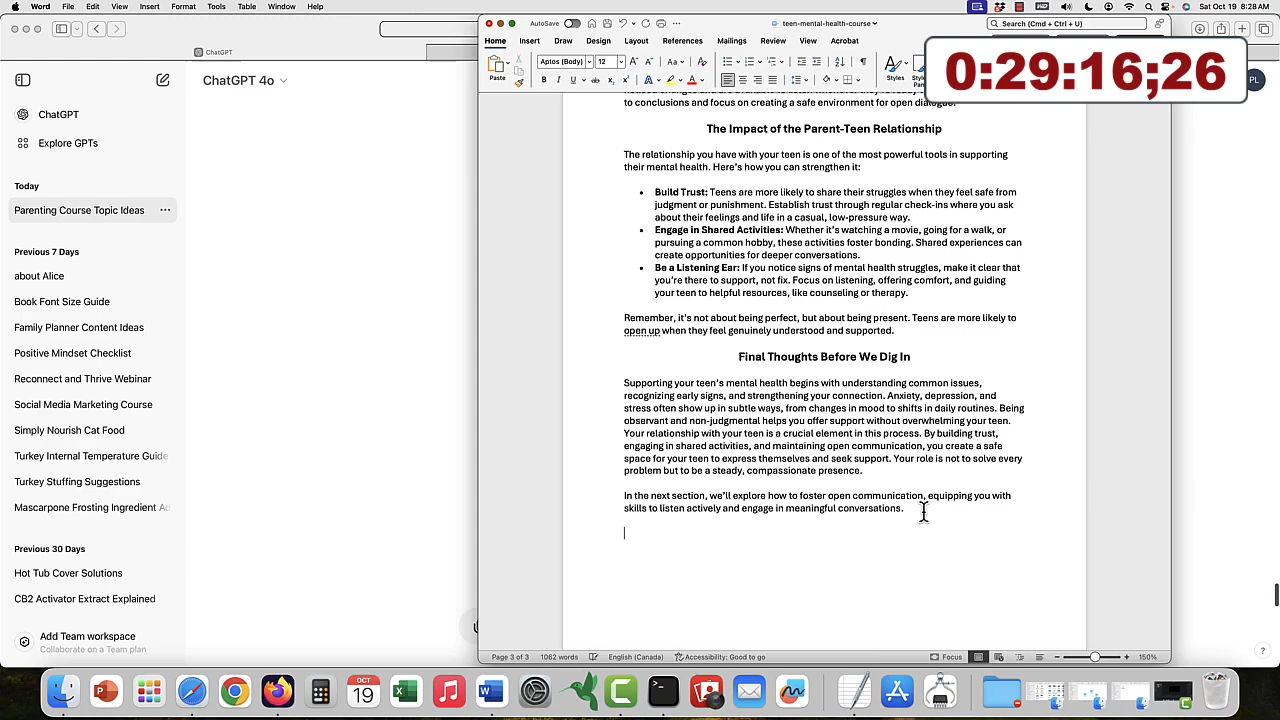 Word File Edit View Insert Format Tools Table Window Help
Sat Oct 19 8:28 AM
AutoSave
teen-mental-health-course
Search (Cmd + Ctrl + U)
Home Insert Draw Design Layout References Mailings Review View Acrobat
Paste
Aptos (Body) 12
Styles
0:29:16;26
PL
ChatGPT
ChatGPT 4o
ChatGPT
Explore GPTs
Today
Parenting Course Topic Ideas
Previous 7 Days
about Alice
Book Font Size Guide
Family Planner Content Ideas
Positive Mindset Checklist
Reconnect and Thrive Webinar
Social Media Marketing Course
Simply Nourish Cat Food
Turkey Internal Temperature Guide
Turkey Stuffing Suggestions
Mascarpone Frosting Ingredient
Previous 30 Days
Hot Tub Cover Solutions
CB2 Activator Extract Explained
Add Team workspace
Collaborate on a Team plan
to conclusions and focus on creating a safe environment for open dialogue.
The Impact of the Parent-Teen Relationship
The relationship you have with your teen is one of the most powerful tools in supporting
their mental health. Here's how you can strengthen it:
• Build Trust: Teens are more likely to share their struggles when they feel safe from
judgment or punishment. Establish trust through regular check-ins where you ask
about their feelings and life in a casual, low-pressure way.
• Engage in Shared Activities: Whether it's watching a movie, going for a walk, or
pursuing a common hobby, these activities foster bonding. Shared experiences can
create opportunities for deeper conversations.
• Be a Listening Ear: If you notice signs of mental health struggles, make it clear that
you're there to support, not fix. Focus on listening, offering comfort, and guiding
your teen to helpful resources, like counseling or therapy.
Remember, it's not about being perfect, but about being present. Teens are more likely to
open up when they feel genuinely understood and supported.
Final Thoughts Before We Dig In
Supporting your teen's mental health begins with understanding common issues,
recognizing early signs, and strengthening your connection. Anxiety, depression, and
stress often show up in subtle ways, from changes in mood to shifts in daily routines. Being
observant and non-judgmental helps you offer support without overwhelming your teen.
Your relationship with your teen is a crucial element in this process. By building trust,
engaging in shared activities, and maintaining open communication, you create a safe
space for your teen to express themselves and seek support. Your role is not to solve every
problem but to be a steady, compassionate presence.
In the next section, we'll explore how to foster open communication, equipping you with
skills to listen actively and engage in meaningful conversations.
Page 3 of 3 1062 words English (Canada) Accessibility: Good to go Focus 150%
OCT
19